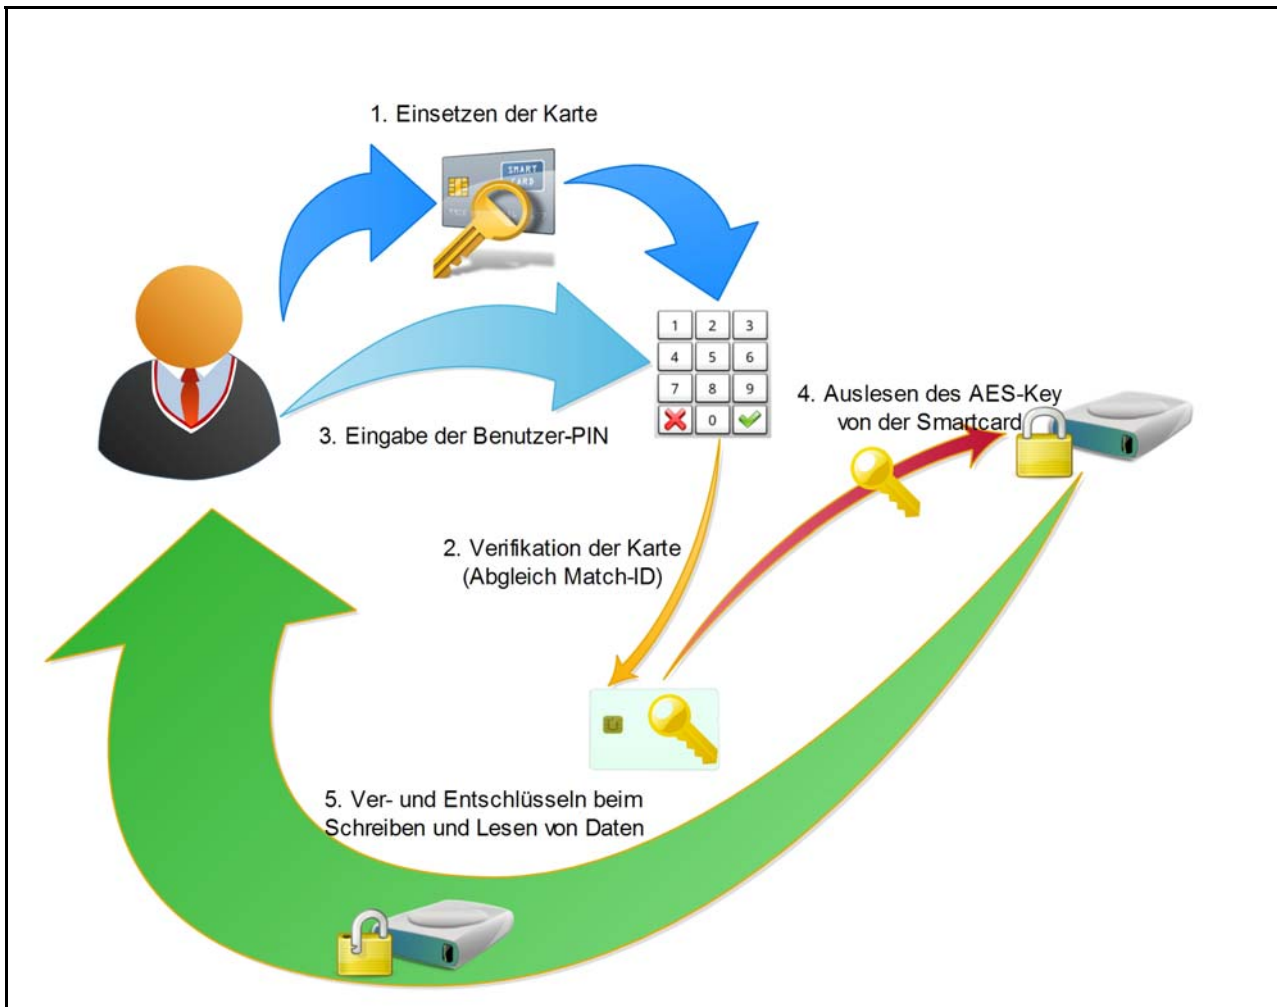 1. Einsetzen der Karte
SMART
CARD
1 2 3
4 5 6
7 8 9
0
3. Eingabe der Benutzer-PIN
4. Auslesen des AES-Key
von der Smartcard
2. Verifikation der Karte
(Abgleich Match-ID)
5. Ver- und Entschlüsseln beim
Schreiben und Lesen von Daten